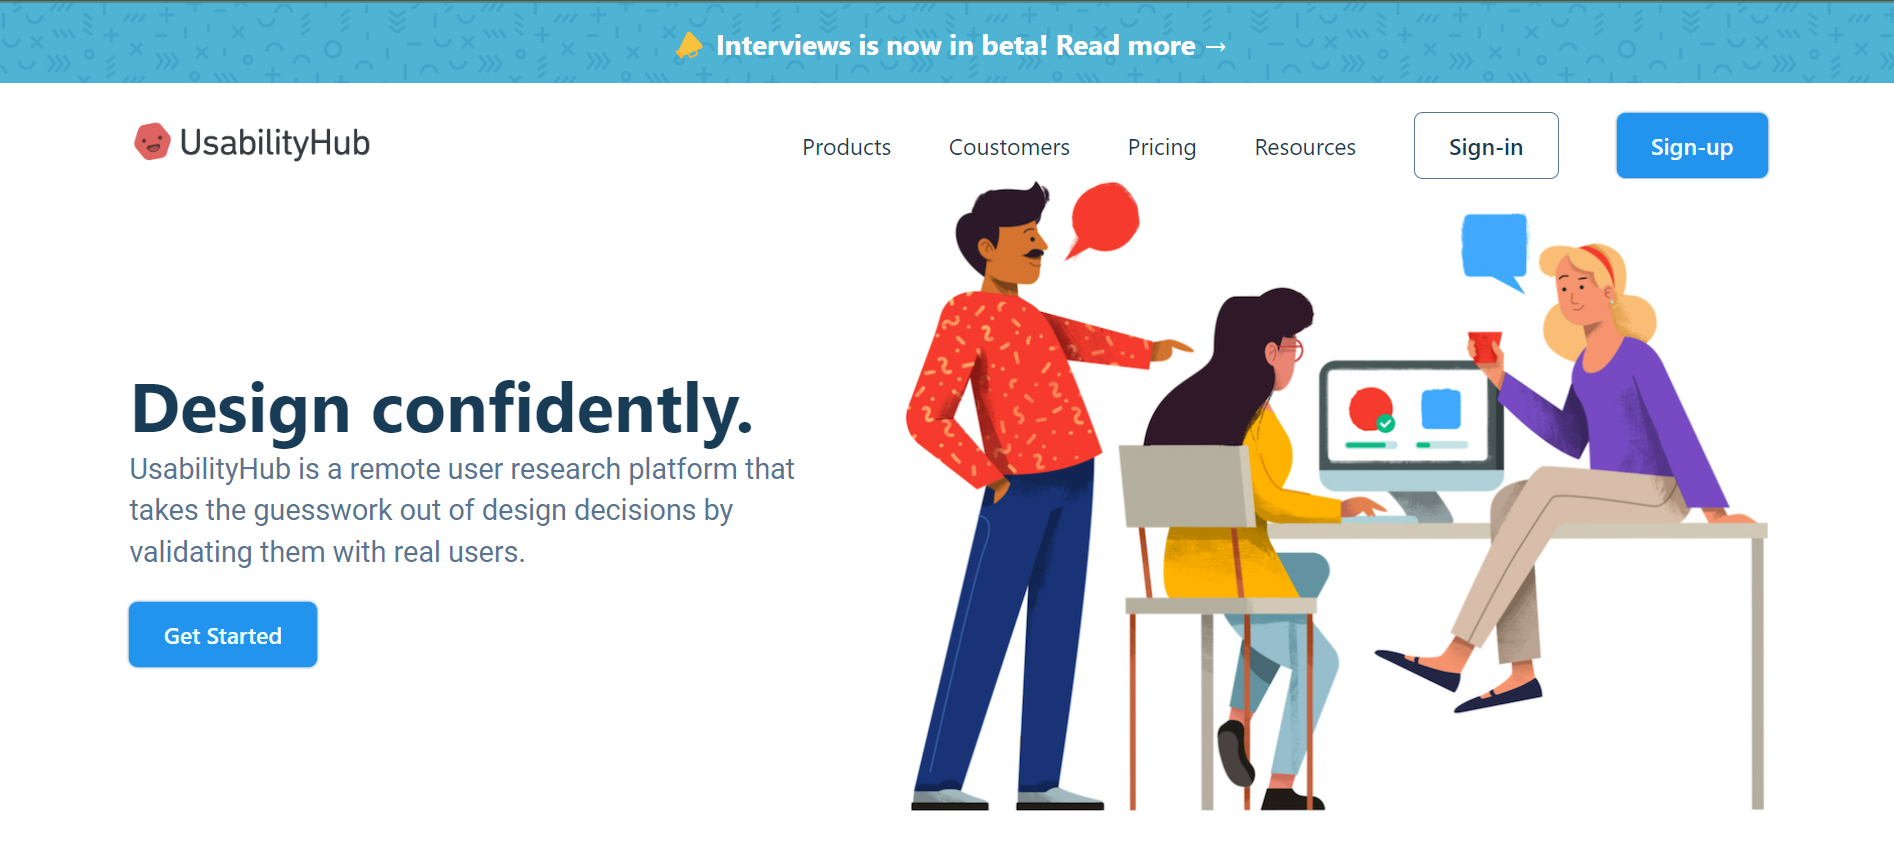 Interviews is now in beta! Read more →
UsabilityHub
Products
Coustomers
Pricing
Resources
Sign-in
Sign-up
Design confidently.
UsabilityHub is a remote user research platform that
takes the guesswork out of design decisions by
validating them with real users.
Get Started